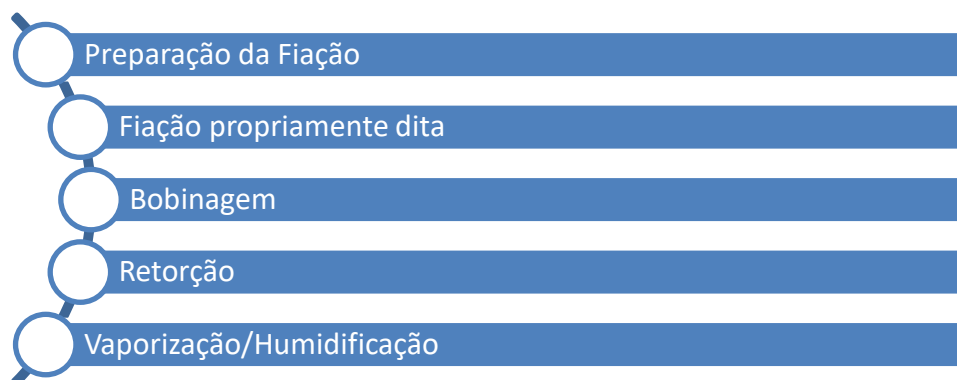 Preparação da Fiação
Fiação propriamente dita
Bobinagem
Retorção
Vaporização/Humidificação